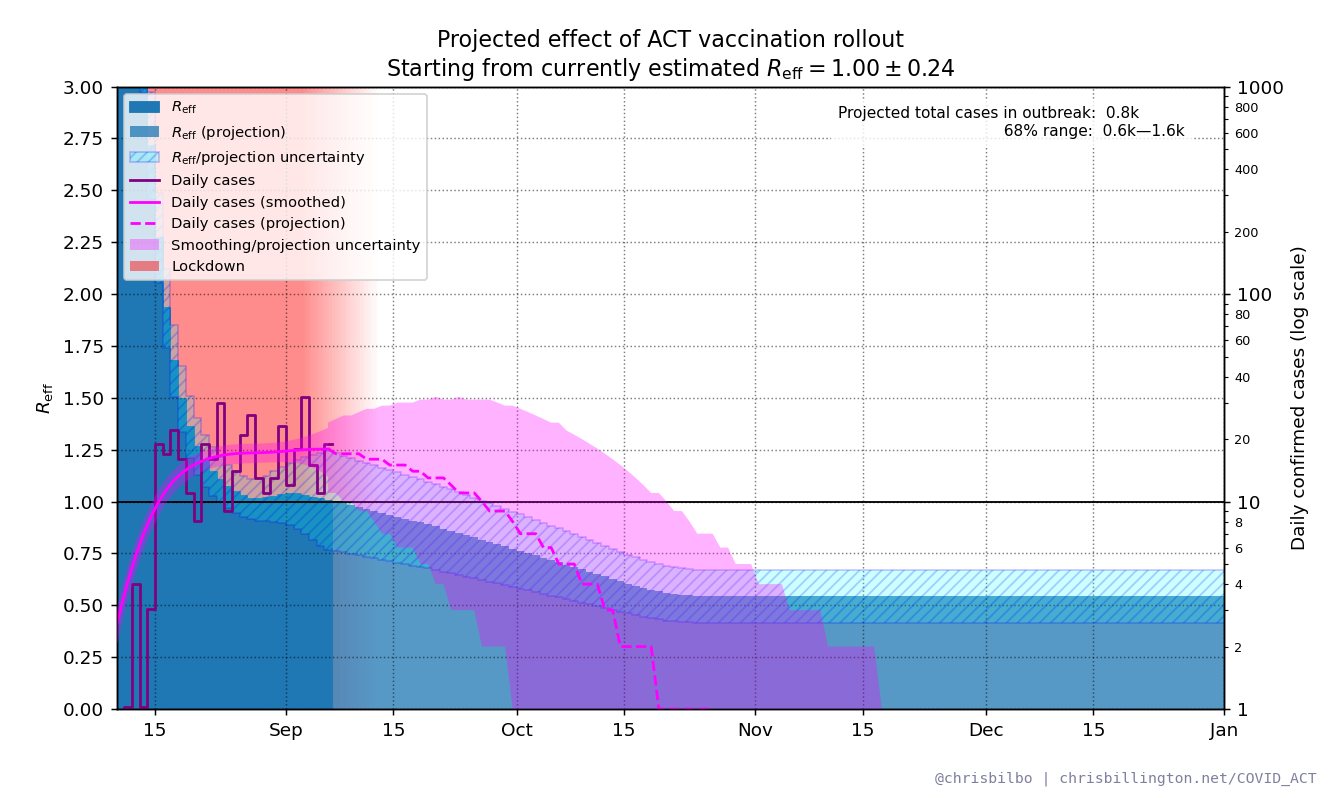 Projected effect of ACT vaccination rollout
Starting from currently estimated Reff = 1.00 ± 0.24
Projected total cases in outbreak: 0.8k
68% range: 0.6k—1.6k
Reff
Reff (projection)
Reff/projection uncertainty
Daily cases
Daily cases (smoothed)
Daily cases (projection)
Smoothing/projection uncertainty
Lockdown
3.00
2.75
2.50
2.25
2.00
1.75
1.50
1.25
1.00
0.75
0.50
0.25
0.00
Reff
1000
800
600
400
200
100
80
60
40
20
10
8
6
4
2
1
Daily confirmed cases (log scale)
15 Sep 15 Oct 15 Nov 15 Dec 15 Jan
@chrisbilbo | chrisbillington.net/COVID_ACT